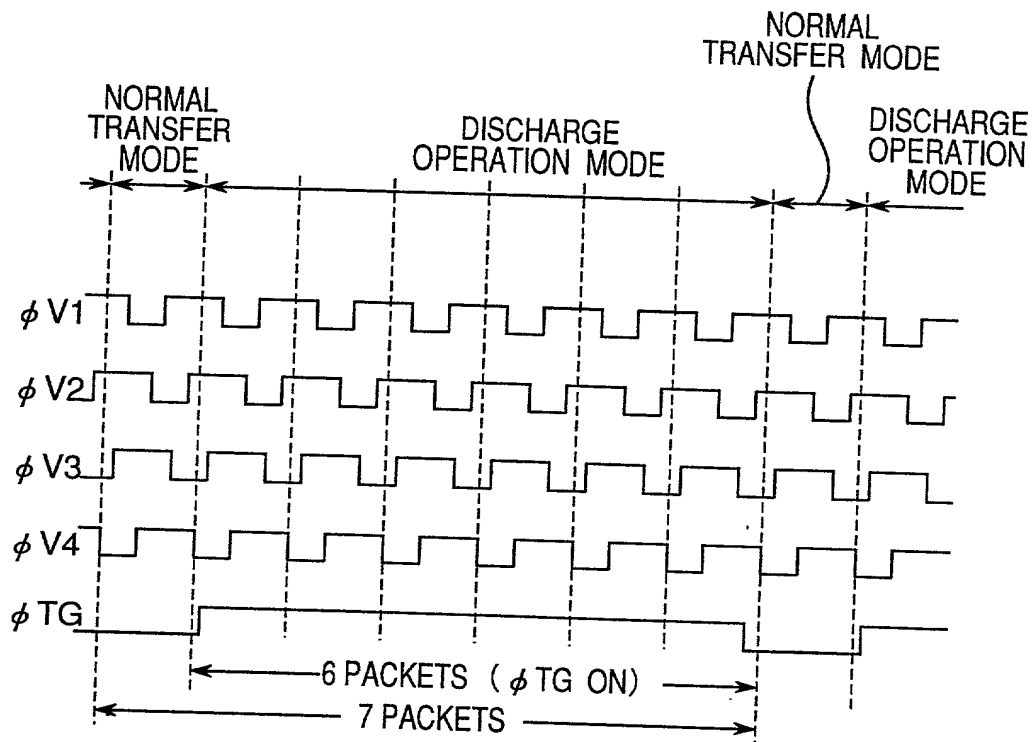 NORMAL
TRANSFER MODE
NORMAL
TRANSFER
MODE
DISCHARGE
OPERATION MODE
DISCHARGE
OPERATION
MODE
ϕ V1
ϕ V2
ϕ V3
ϕ V4
ϕ TG
6 PACKETS ( ϕ TG ON)
7 PACKETS